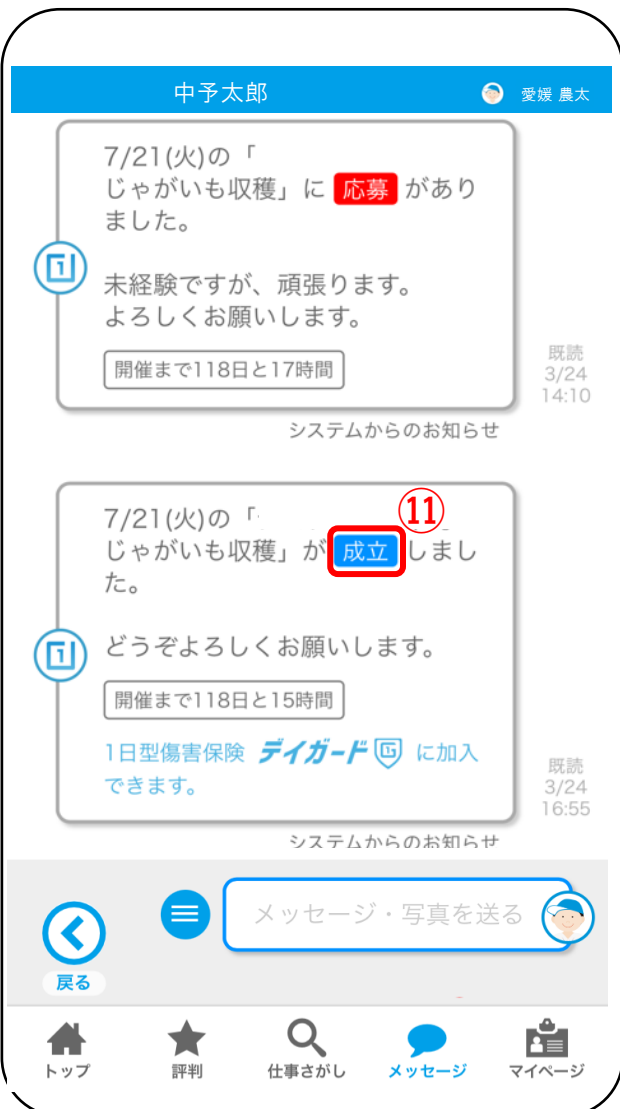 中予太郎
愛媛 農太
7/21(火)の「
じゃがいも収穫」に 応募 があり
ました。
未経験ですが、頑張ります。
よろしくお願いします。
開催まで118日と17時間
既読
3/24
14:10
システムからのお知らせ
⑪
7/21(火)の「
じゃがいも収穫」が 成立 しまし
た。
どうぞよろしくお願いします。
開催まで118日と15時間
1日型傷害保険 デイガード に加入
できます。
既読
3/24
16:55
システムからのお知らせ
メッセージ・写真を送る
戻る
トップ
評判
仕事さがし
メッセージ
マイページ